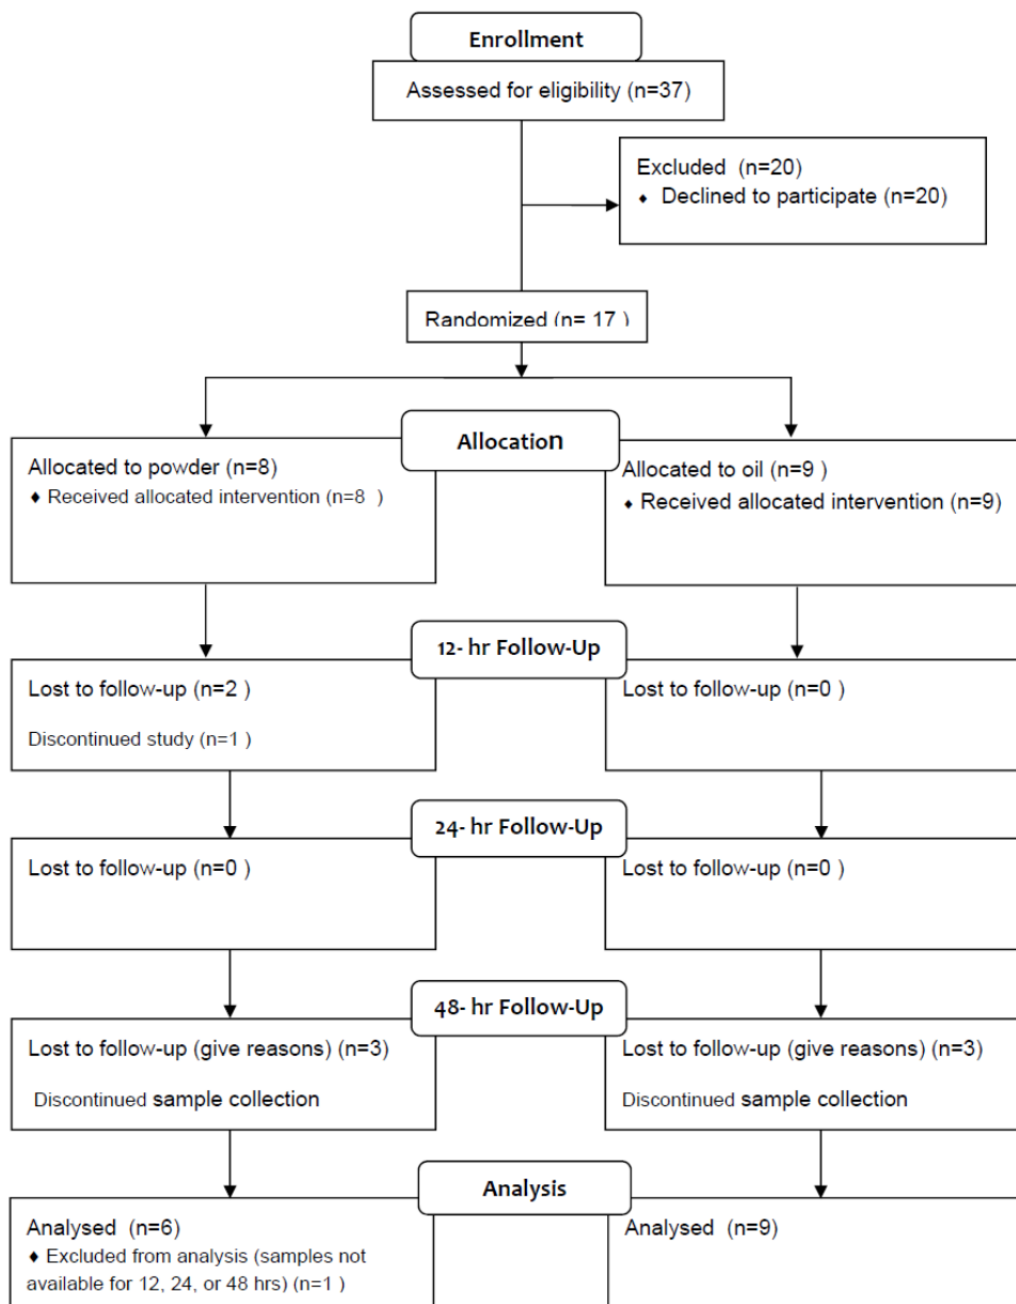 Enrollment
Assessed for eligibility (n=37)
Excluded (n=20)
♦ Declined to participate (n=20)
Randomized (n= 17 )
Allocation
Allocated to powder (n=8)
♦ Received allocated intervention (n=8 )
Allocated to oil (n=9 )
♦ Received allocated intervention (n=9)
12- hr Follow-Up
Lost to follow-up (n=2 )
Discontinued study (n=1 )
Lost to follow-up (n=0 )
24- hr Follow-Up
Lost to follow-up (n=0 )
Lost to follow-up (n=0 )
48- hr Follow-Up
Lost to follow-up (give reasons) (n=3)
Discontinued sample collection
Lost to follow-up (give reasons) (n=3)
Discontinued sample collection
Analysis
Analysed (n=6)
♦ Excluded from analysis (samples not
available for 12, 24, or 48 hrs) (n=1 )
Analysed (n=9)